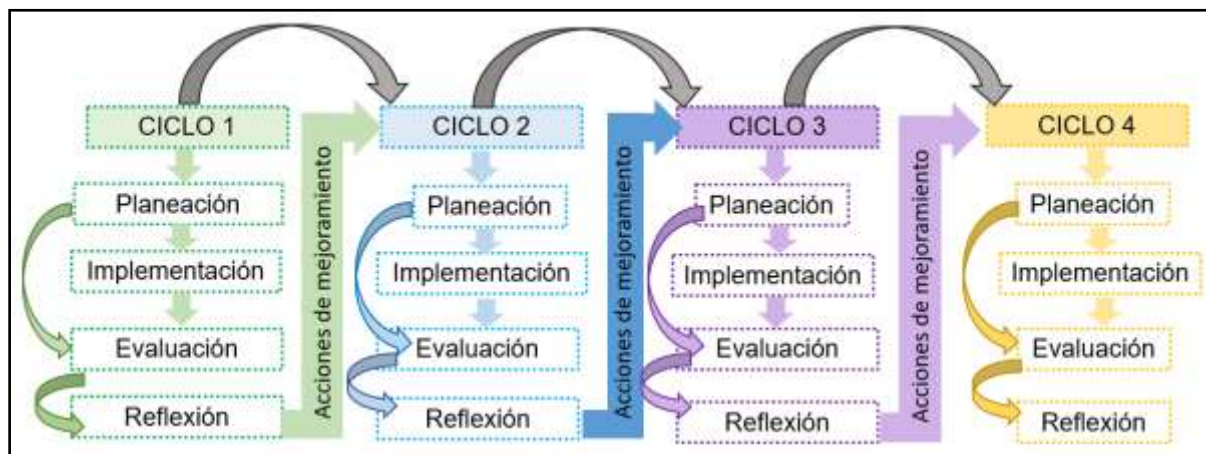 CICLO 1
Planeación
Implementación
Evaluación
Reflexión
Acciones de mejoramiento
CICLO 2
Planeación
Implementación
Evaluación
Reflexión
Acciones de mejoramiento
CICLO 3
Planeación
Implementación
Evaluación
Reflexión
Acciones de mejoramiento
CICLO 4
Planeación
Implementación
Evaluación
Reflexión